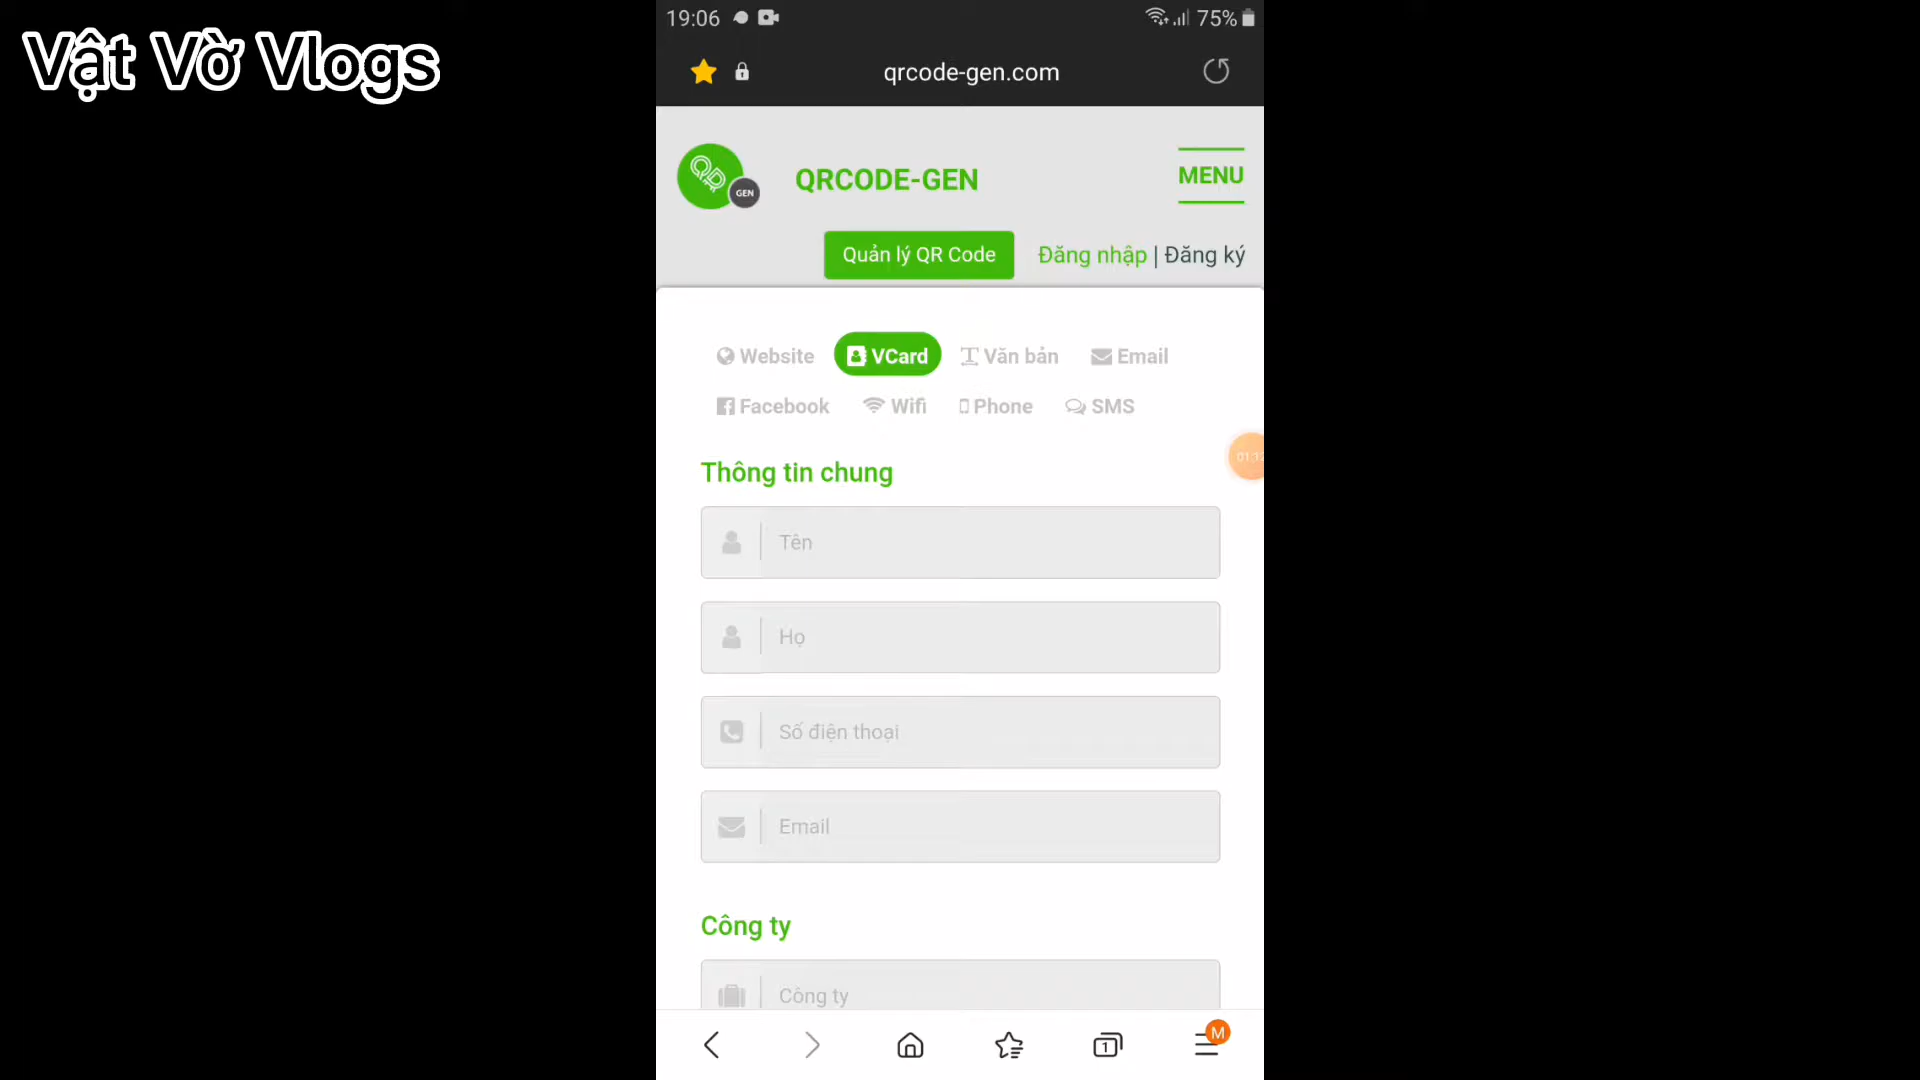 Vật Vờ Vlogs
19:06
75%
qrcode-gen.com
GEN
QRCODE-GEN
MENU
Quản lý QR Code
Đăng nhập | Đăng ký
Website VCard Văn bản Email
Facebook Wifi Phone SMS
Thông tin chung
Tên
Họ
Số điện thoại
Email
Công ty
Công ty
1
M